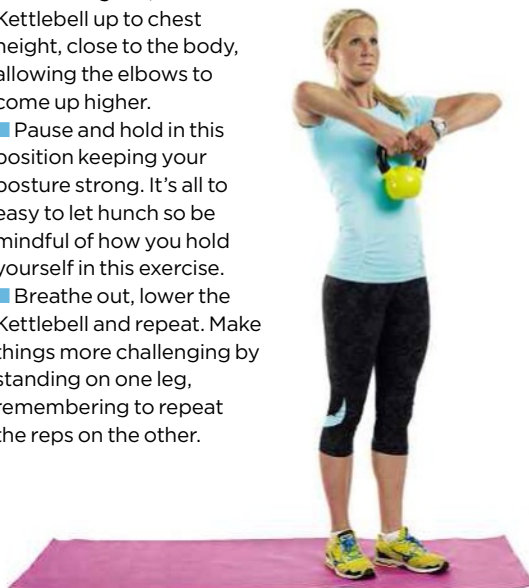 Kettlebell up to chest
height, close to the body,
allowing the elbows to
come up higher.
■ Pause and hold in this
position keeping your
posture strong. It’s all to
easy to let hunch so be
mindful of how you hold
yourself in this exercise.
■ Breathe out, lower the
Kettlebell and repeat. Make
things more challenging by
standing on one leg,
remembering to repeat
the reps on the other.